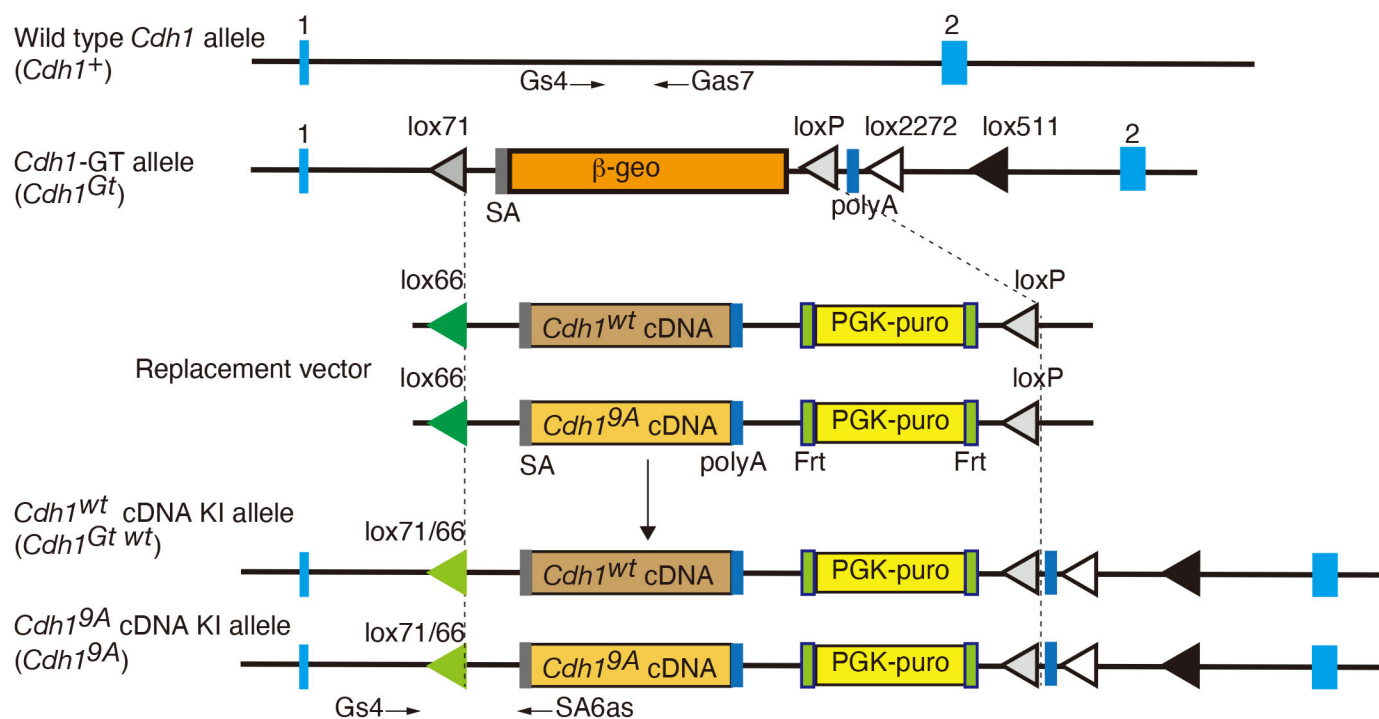 Wild type Cdh1 allele
(Cdh1+)
1
2
Gs4
Gas7
Cdh1-GT allele
(Cdh1Gt)
1
lox71
SA
β-geo
loxP
polyA
lox2272
lox511
2
Replacement vector
lox66
Cdh1wt cDNA
PGK-puro
loxP
lox66
Cdh19A cDNA
PGK-puro
loxP
SA
polyA
Frt
Frt
Cdh1wt cDNA KI allele
(Cdh1Gt wt)
lox71/66
Cdh1wt cDNA
PGK-puro
Cdh19A cDNA KI allele
(Cdh19A)
lox71/66
Cdh19A cDNA
PGK-puro
Gs4
SA6as